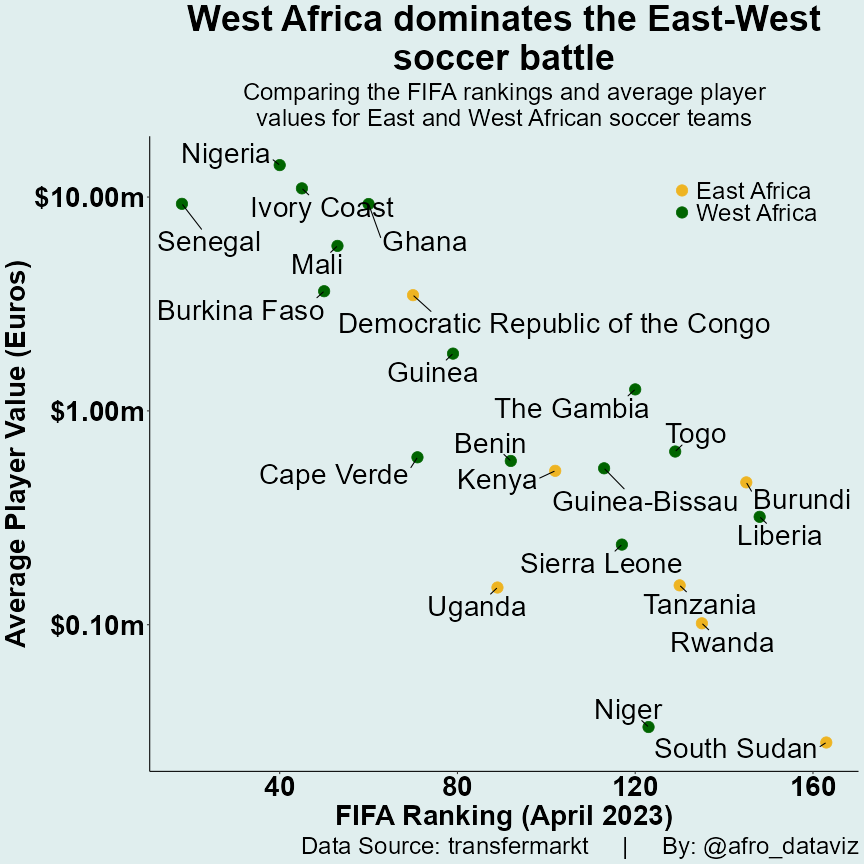 West Africa dominates the East-West
soccer battle
Comparing the FIFA rankings and average player
values for East and West African soccer teams
Nigeria
$10.00m
East Africa
Ivory Coast
West Africa
Senegal
Ghana
Mali
Burkina Faso
Democratic Republic of the Congo
Guinea
The Gambia
$1.00m
Togo
Benin
Cape Verde
Kenya
Guinea-Bissau
Burundi
Liberia
Sierra Leone
Uganda
Tanzania
$0.10m
Rwanda
Niger
South Sudan
Average Player Value (Euros)
40 80 120 160
FIFA Ranking (April 2023)
Data Source: transfermarkt | By: @afro_dataviz